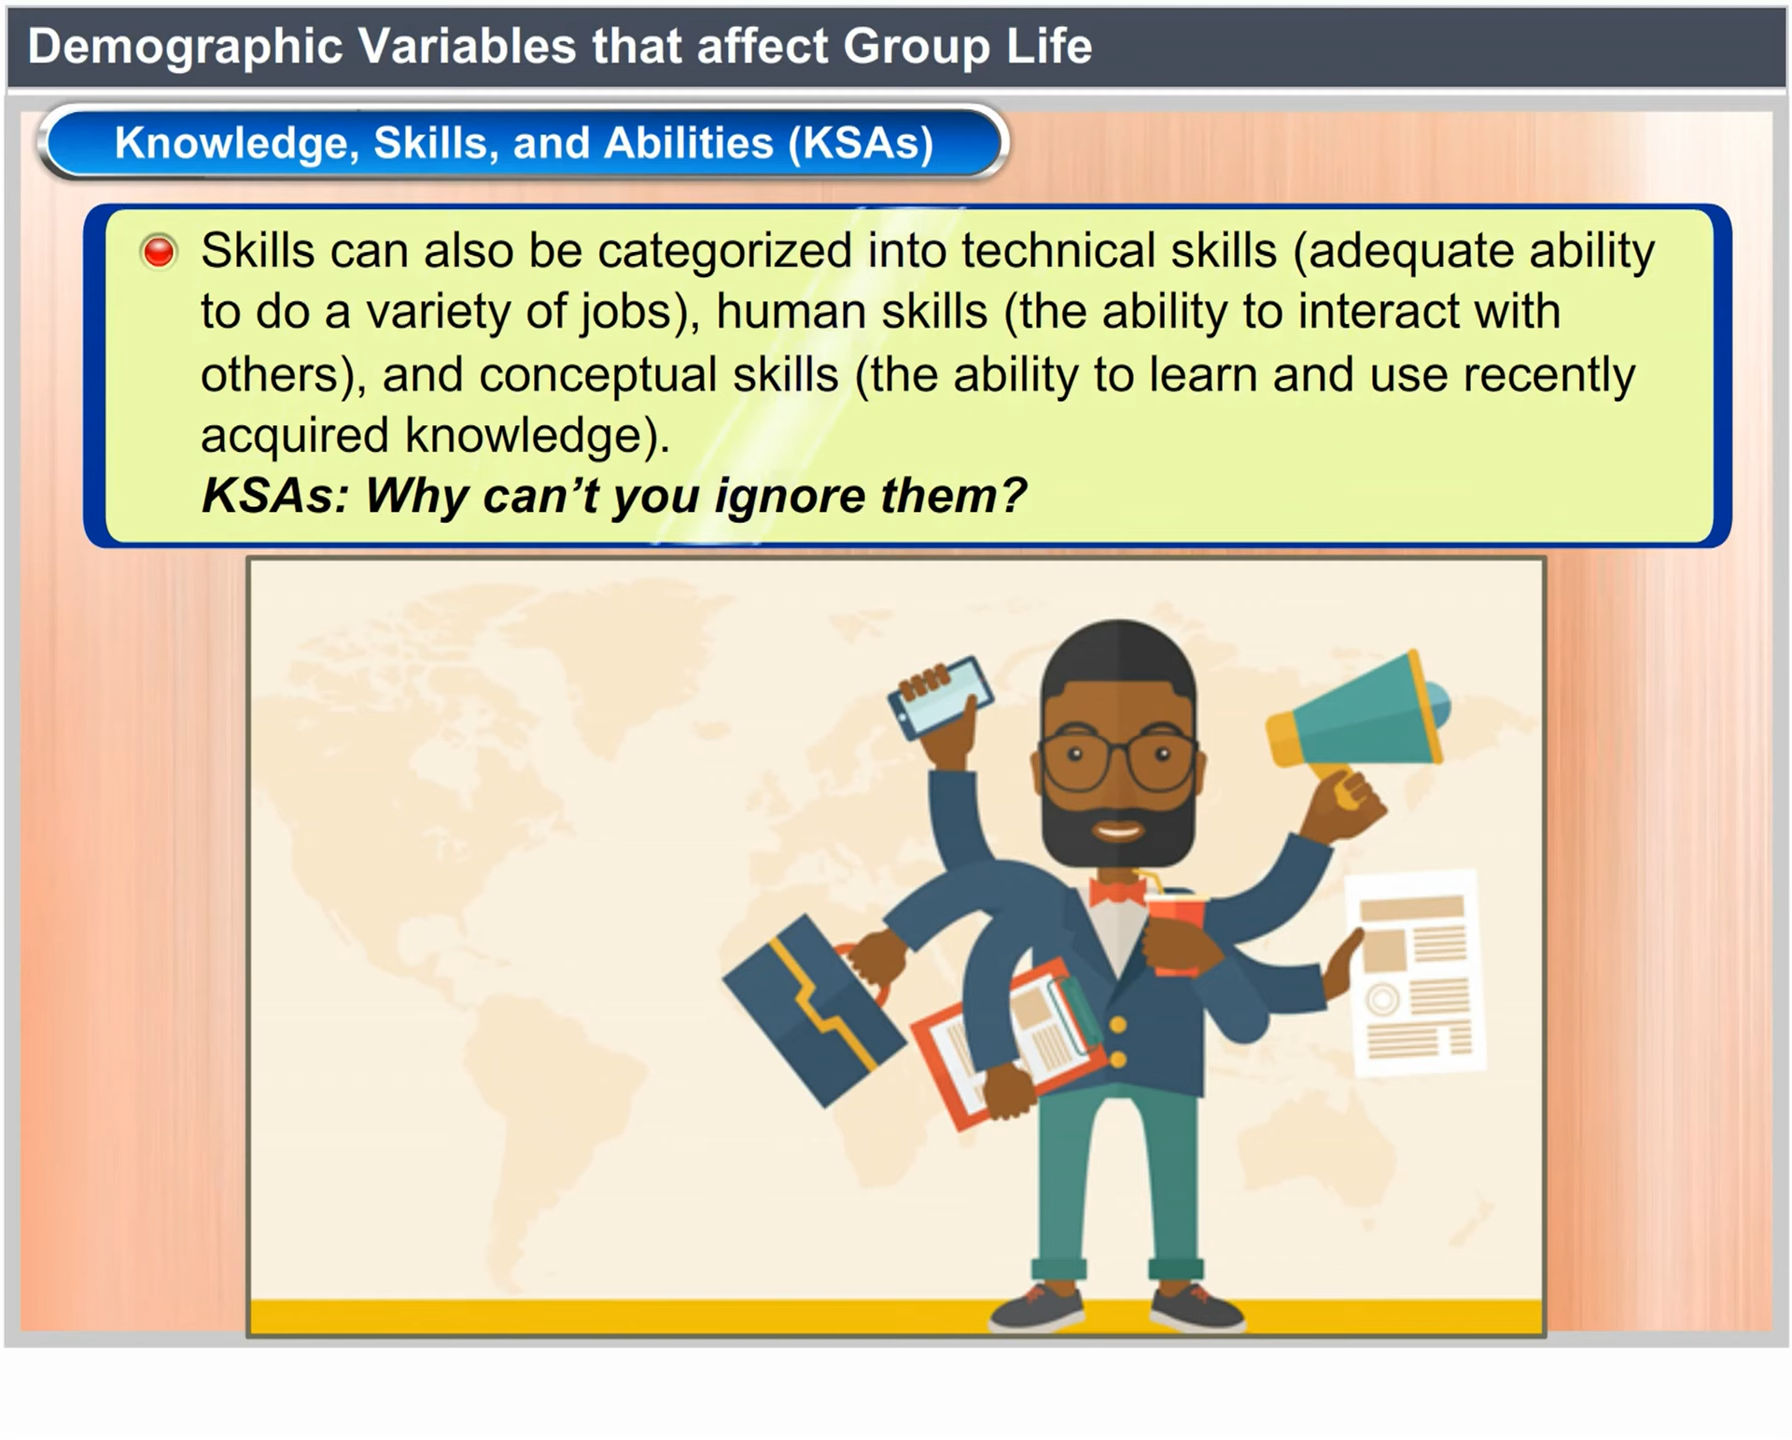 Demographic Variables that affect Group Life
Knowledge, Skills, and Abilities (KSAs)
Skills can also be categorized into technical skills (adequate ability
to do a variety of jobs), human skills (the ability to interact with
others), and conceptual skills (the ability to learn and use recently
acquired knowledge).
KSAs: Why can’t you ignore them?